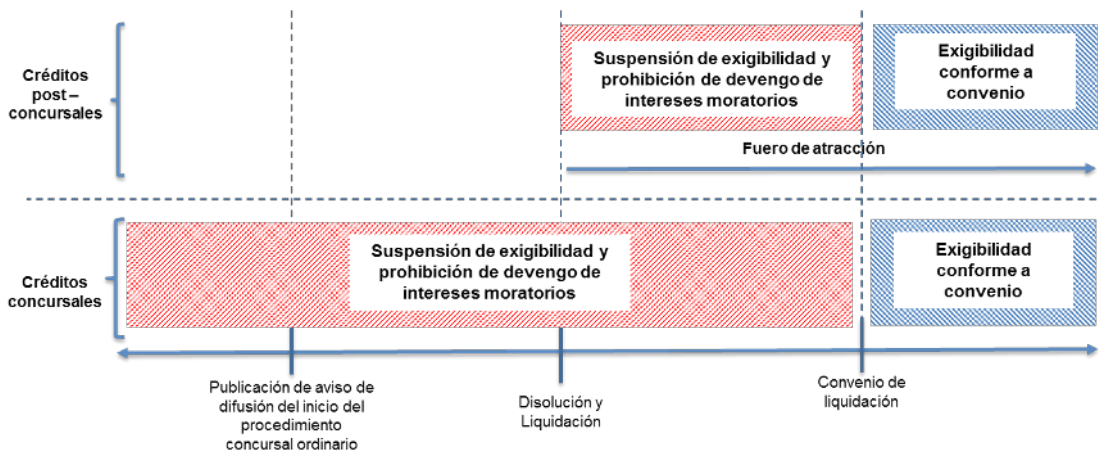 Créditos
post –
concursales
Suspensión de exigibilidad y
prohibición de devengo de
intereses moratorios
Exigibilidad
conforme a
convenio
Fuero de atracción
Créditos
concursales
Suspensión de exigibilidad y
prohibición de devengo de
intereses moratorios
Exigibilidad
conforme a
convenio
Publicación de aviso de
difusión del inicio del
procedimiento
concursal ordinario
Disolución y
Liquidación
Convenio de
liquidación